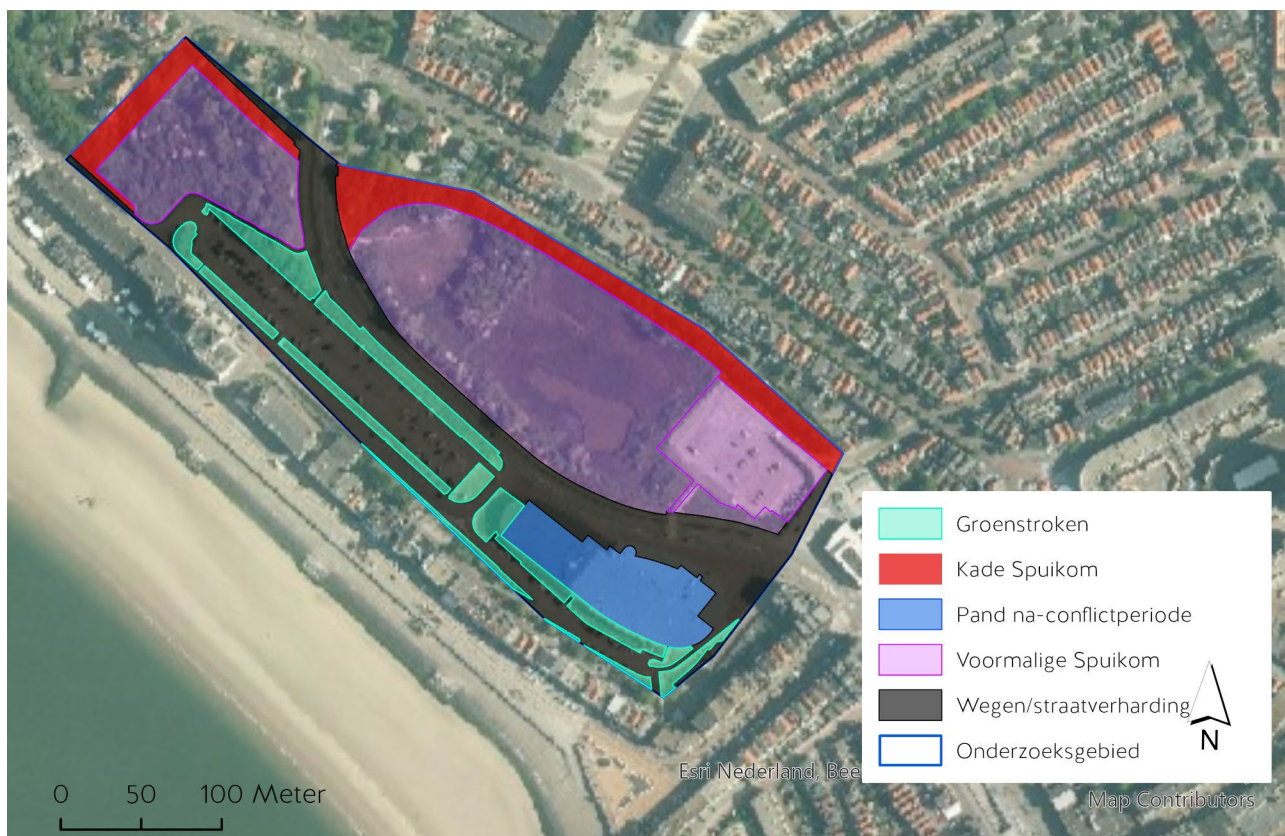 Groenstroken
Kade Spuikom
Pand na-conflictperiode
Voormalige Spuikom
Wegen/straatverharding
Onderzoeksgebied
N
Esri Nederland, Bee
Map Contributors
0 50 100 Meter